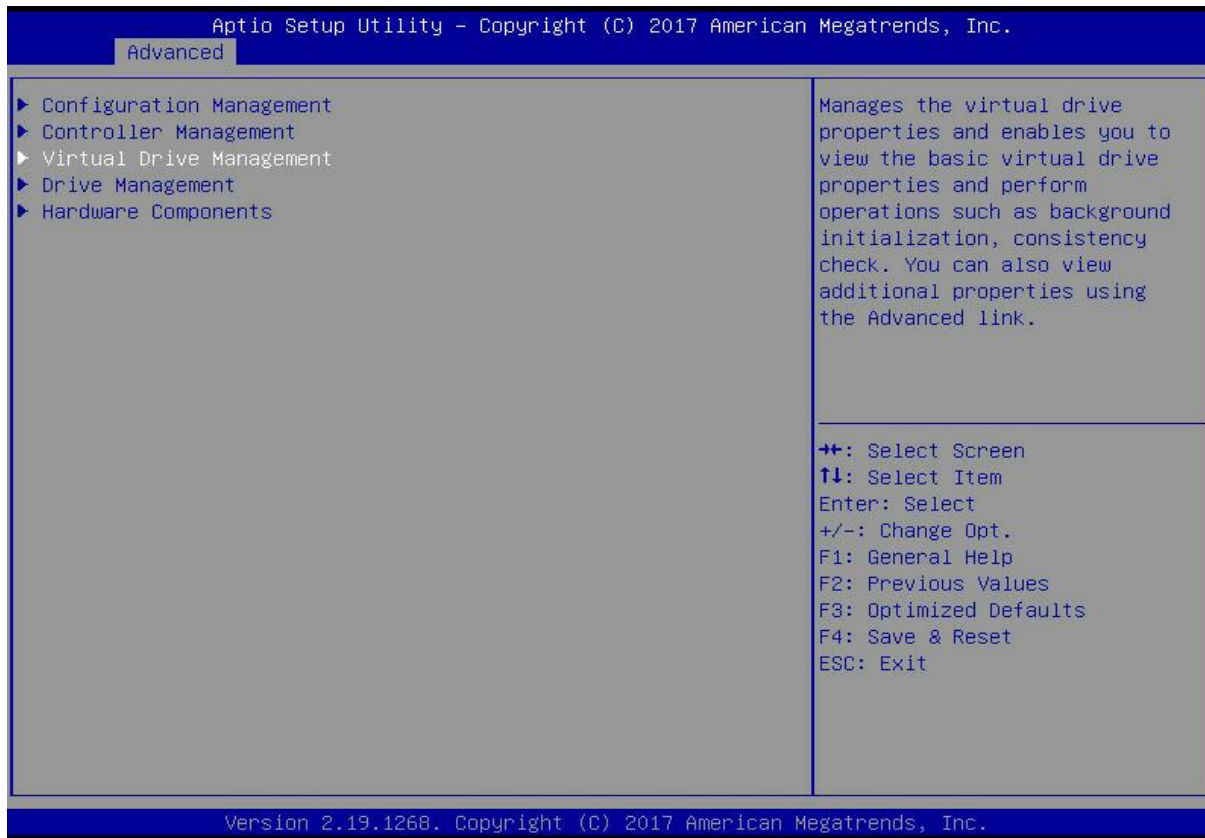 Aptio Setup Utility – Copyright (C) 2017 American Megatrends, Inc.
Advanced
▶ Configuration Management
▶ Controller Management
▶ Virtual Drive Management
▶ Drive Management
▶ Hardware Components
Manages the virtual drive
properties and enables you to
view the basic virtual drive
properties and perform
operations such as background
initialization, consistency
check. You can also view
additional properties using
the Advanced link.
→←: Select Screen
↑↓: Select Item
Enter: Select
+/-: Change Opt.
F1: General Help
F2: Previous Values
F3: Optimized Defaults
F4: Save & Reset
ESC: Exit
Version 2.19.1268. Copyright (C) 2017 American Megatrends, Inc.